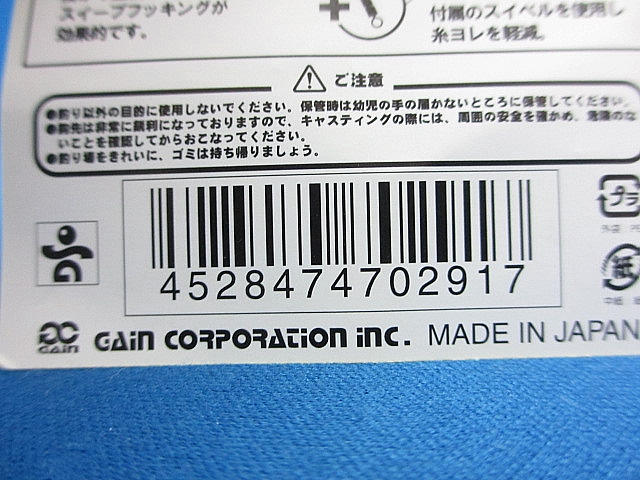 スイープフッキングが
効果的です。
付属のスイベルを使用し
糸ヨレを軽減。
ご注意
●釣り以外の目的に使用しないでください。保管時は幼児の手の届かないところに保管してください。
●鈎先は非常に鋭利になっておりますので、キャスティングの際には、周囲の安全を確かめ、危険のな
いことを確認してからおこなってください。
●釣り場をきれいに、ゴミは持ち帰りましょう。
4528474702917
プラ
外袋
紙
中紙
GAIN
GAIN CORPORATION INC. MADE IN JAPAN